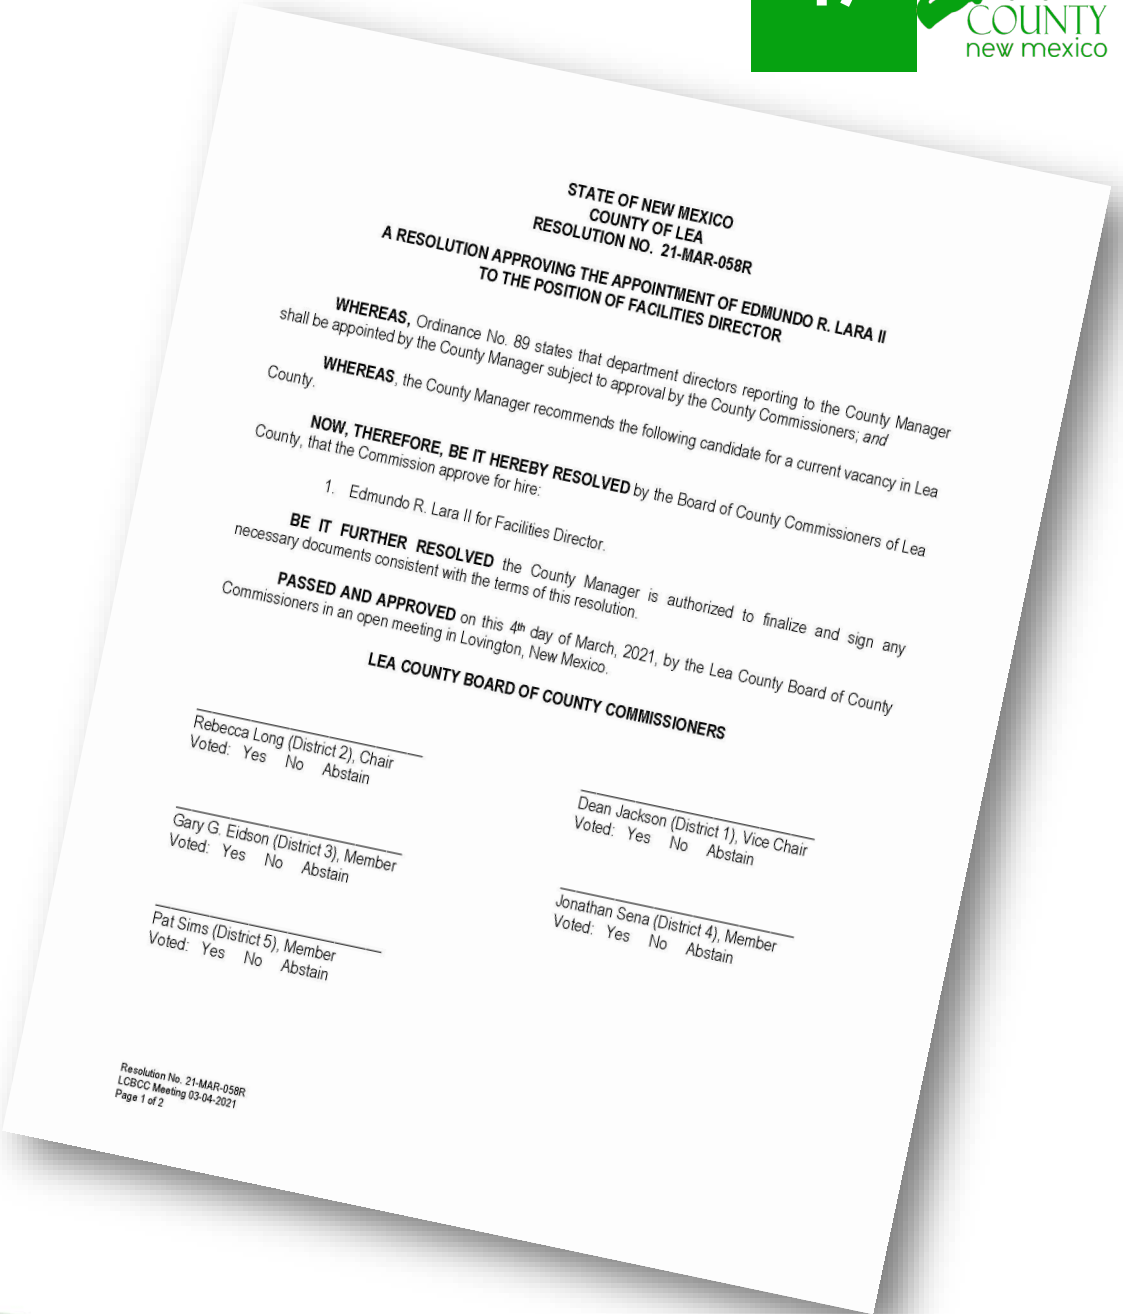 COUNTY
new mexico
STATE OF NEW MEXICO
COUNTY OF LEA
RESOLUTION NO. 21-MAR-058R
A RESOLUTION APPROVING THE APPOINTMENT OF EDMUNDO R. LARA II
TO THE POSITION OF FACILITIES DIRECTOR
WHEREAS, Ordinance No. 89 states that department directors reporting to the County Manager
shall be appointed by the County Manager subject to approval by the County Commissioners; and
WHEREAS, the County Manager recommends the following candidate for a current vacancy in Lea
County.
NOW, THEREFORE, BE IT HEREBY RESOLVED by the Board of County Commissioners of Lea
County, that the Commission approve for hire:
1. Edmundo R. Lara II for Facilities Director.
BE IT FURTHER RESOLVED the County Manager is authorized to finalize and sign any
necessary documents consistent with the terms of this resolution.
PASSED AND APPROVED on this 4th day of March, 2021, by the Lea County Board of County
Commissioners in an open meeting in Lovington, New Mexico.
LEA COUNTY BOARD OF COUNTY COMMISSIONERS
Rebecca Long (District 2), Chair
Voted: Yes No Abstain
Dean Jackson (District 1), Vice Chair
Voted: Yes No Abstain
Gary G. Eidson (District 3), Member
Voted: Yes No Abstain
Jonathan Sena (District 4), Member
Voted: Yes No Abstain
Pat Sims (District 5), Member
Voted: Yes No Abstain
Resolution No. 21-MAR-058R
LCBCC Meeting 03-04-2021
Page 1 of 2